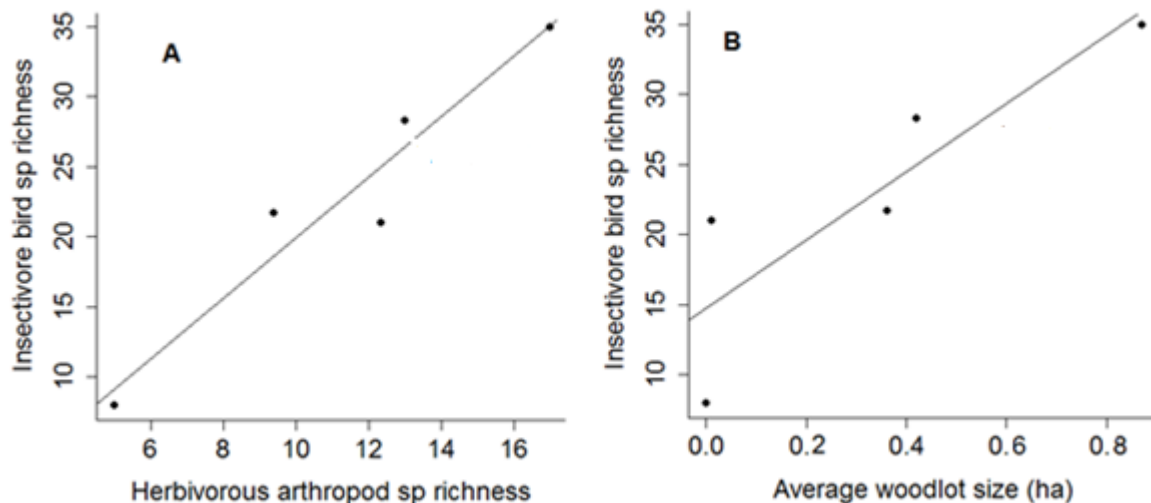 A
Insectivore bird sp richness
35
30
25
20
15
10
6 8 10 12 14 16
Herbivorous arthropod sp richness
B
Insectivore bird sp richness
35
30
25
20
15
10
0.0 0.2 0.4 0.6 0.8
Average woodlot size (ha)